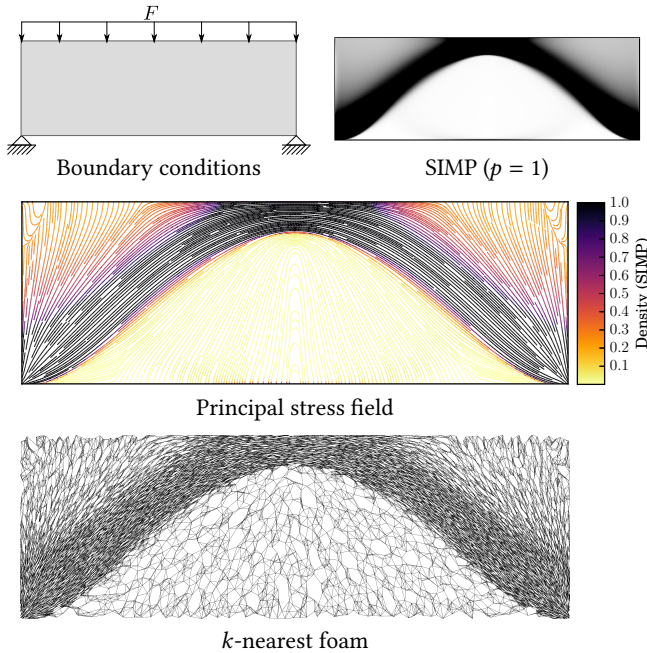 F
Boundary conditions
SIMP (p = 1)
1.0
0.9
0.8
0.7
0.6
0.5
0.4
0.3
0.2
0.1
Density (SIMP)
Principal stress field
k-nearest foam